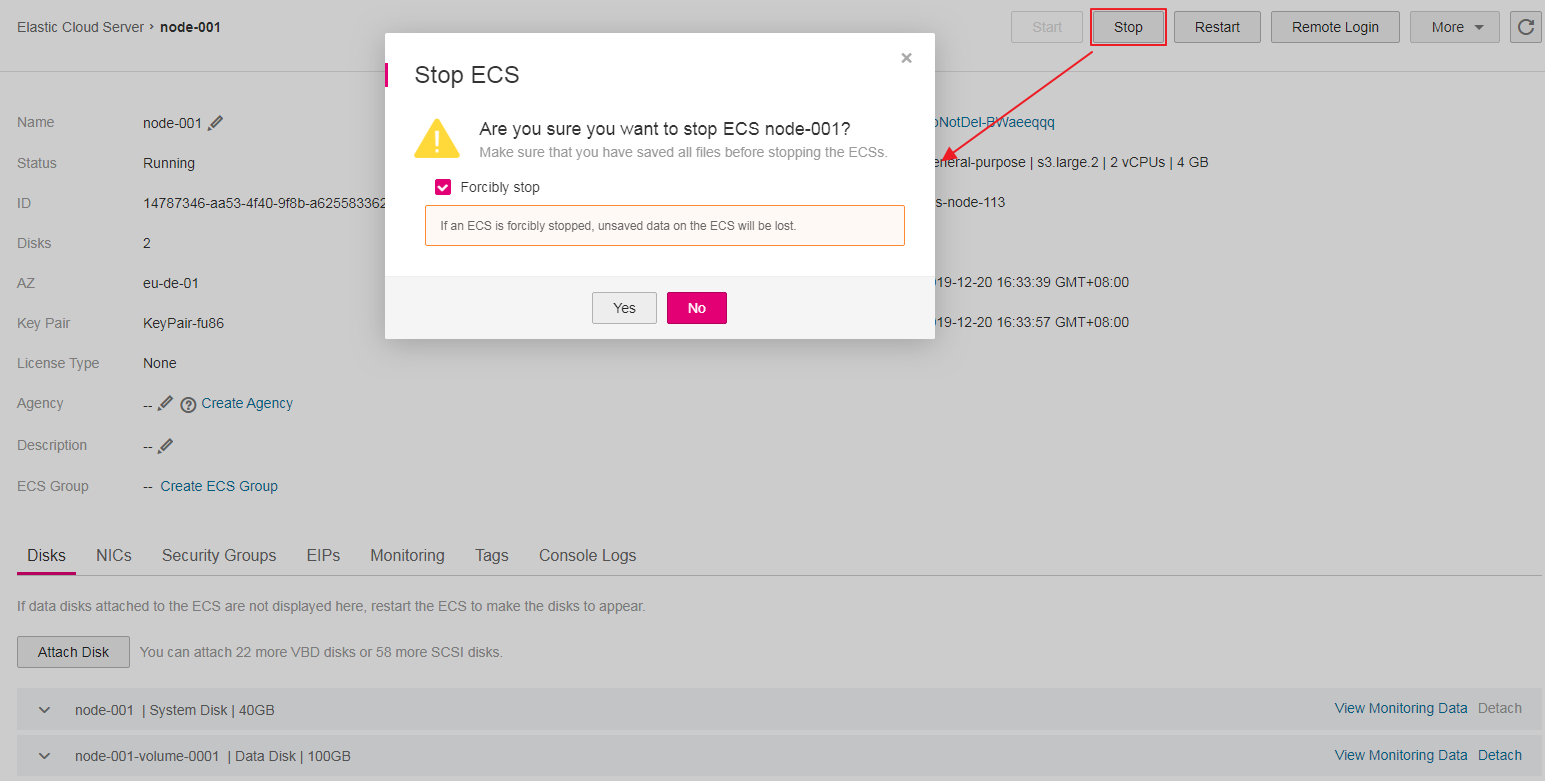 Elastic Cloud Server › node-001
Start Stop Restart Remote Login More
Stop ECS
Are you sure you want to stop ECS node-001?
Make sure that you have saved all files before stopping the ECSs.
Forcibly stop
If an ECS is forcibly stopped, unsaved data on the ECS will be lost.
Yes No
Name node-001
Status Running
ID 14787346-aa53-4f40-9f8b-a625583362
Disks 2
AZ eu-de-01
Key Pair KeyPair-fu86
License Type None
Agency -- Create Agency
Description --
ECS Group -- Create ECS Group
| s3.large.2 | 2 vCPUs | 4 GB
-node-113
19-12-20 16:33:39 GMT+08:00
19-12-20 16:33:57 GMT+08:00
Disks NICs Security Groups EIPs Monitoring Tags Console Logs
If data disks attached to the ECS are not displayed here, restart the ECS to make the disks to appear.
Attach Disk You can attach 22 more VBD disks or 58 more SCSI disks.
node-001 | System Disk | 40GB View Monitoring Data Detach
node-001-volume-0001 | Data Disk | 100GB View Monitoring Data Detach